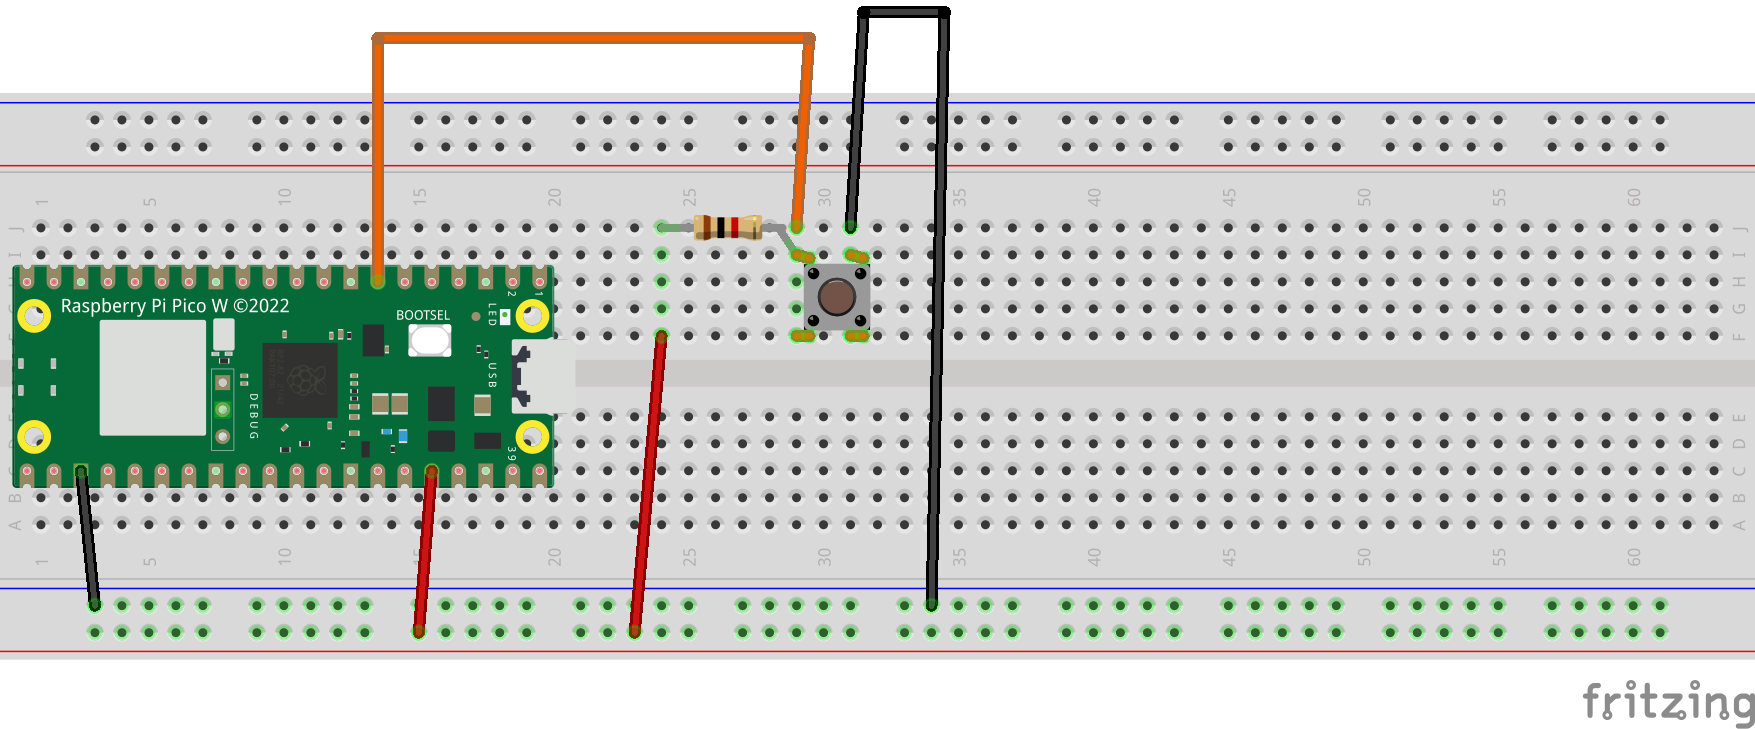 1 5 10 15 20 25 30 35 40 45 50 55 60
J J
I I
H H
G G
F F
Raspberry Pi Pico W ©2022
BOOTSEL
LED
2
1
USB
DEBUG
39
E E
D D
C C
B B
A A
1 5 10 15 20 25 30 35 40 45 50 55 60
fritzing